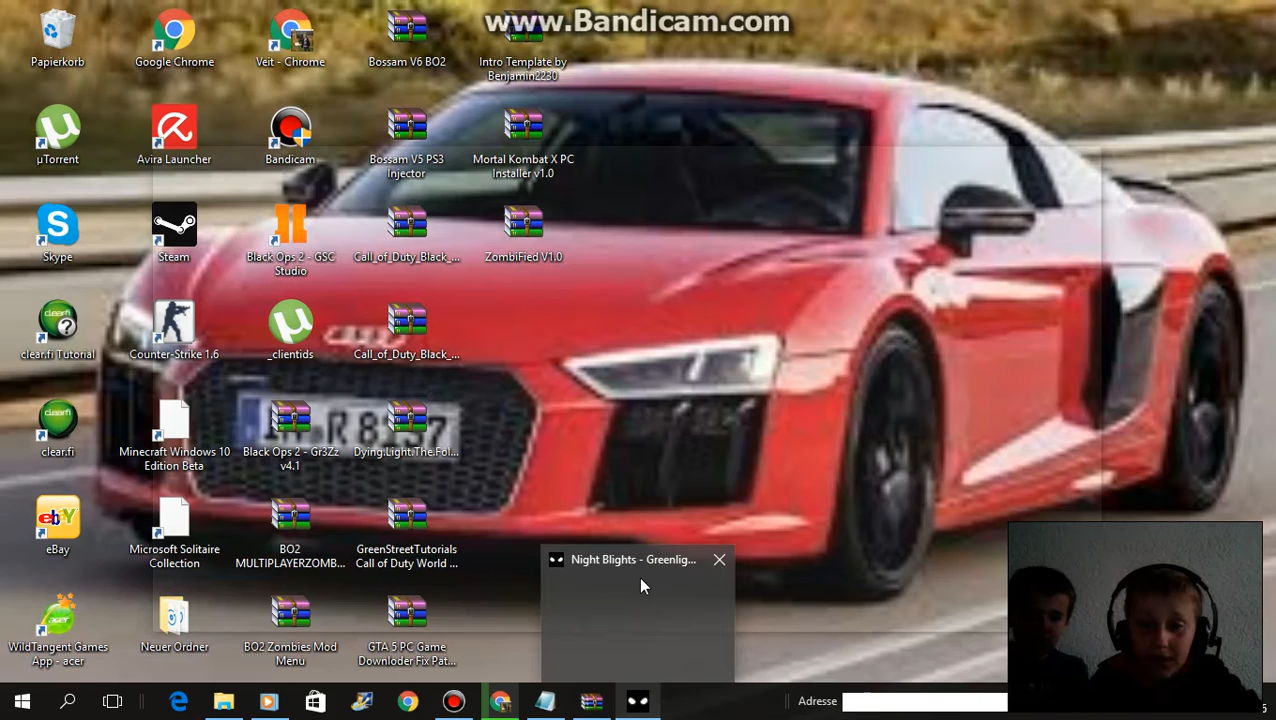 www.Bandicam.com
Papierkorb
Google Chrome
Veit - Chrome
Bossam V6 BO2
Intro Template by
Benjamin2230
µTorrent
Avira Launcher
Bandicam
Bossam V5 PS3
Injector
Mortal Kombat X PC
Installer v1.0
Skype
Steam
Black Ops 2 - GSC
Studio
Call_of_Duty_Black_...
ZombiFied V1.0
clear.fi Tutorial
Counter-Strike 1.6
_clientids
Call_of_Duty_Black_...
clear.fi
Minecraft Windows 10
Edition Beta
Black Ops 2 - Gr3Zz
v4.1
Dying.Light.The.Fol...
eBay
Microsoft Solitaire
Collection
BO2
MULTIPLAYERZOMB...
GreenStreetTutorials
Call of Duty World ...
WildTangent Games
App - acer
Neuer Ordner
BO2 Zombies Mod
Menu
GTA 5 PC Game
Downloder Fix Pat...
Night Blights - Greenlig...
Adresse